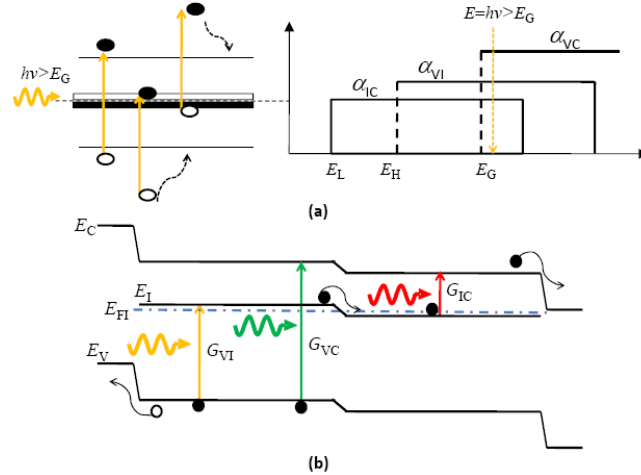 E=hν>E_G
α_VC
α_VI
hν>E_G
α_IC
E_L E_H E_G
(a)
E_C
E_I
G_IC
E_FI
E_V G_VI G_VC
(b)